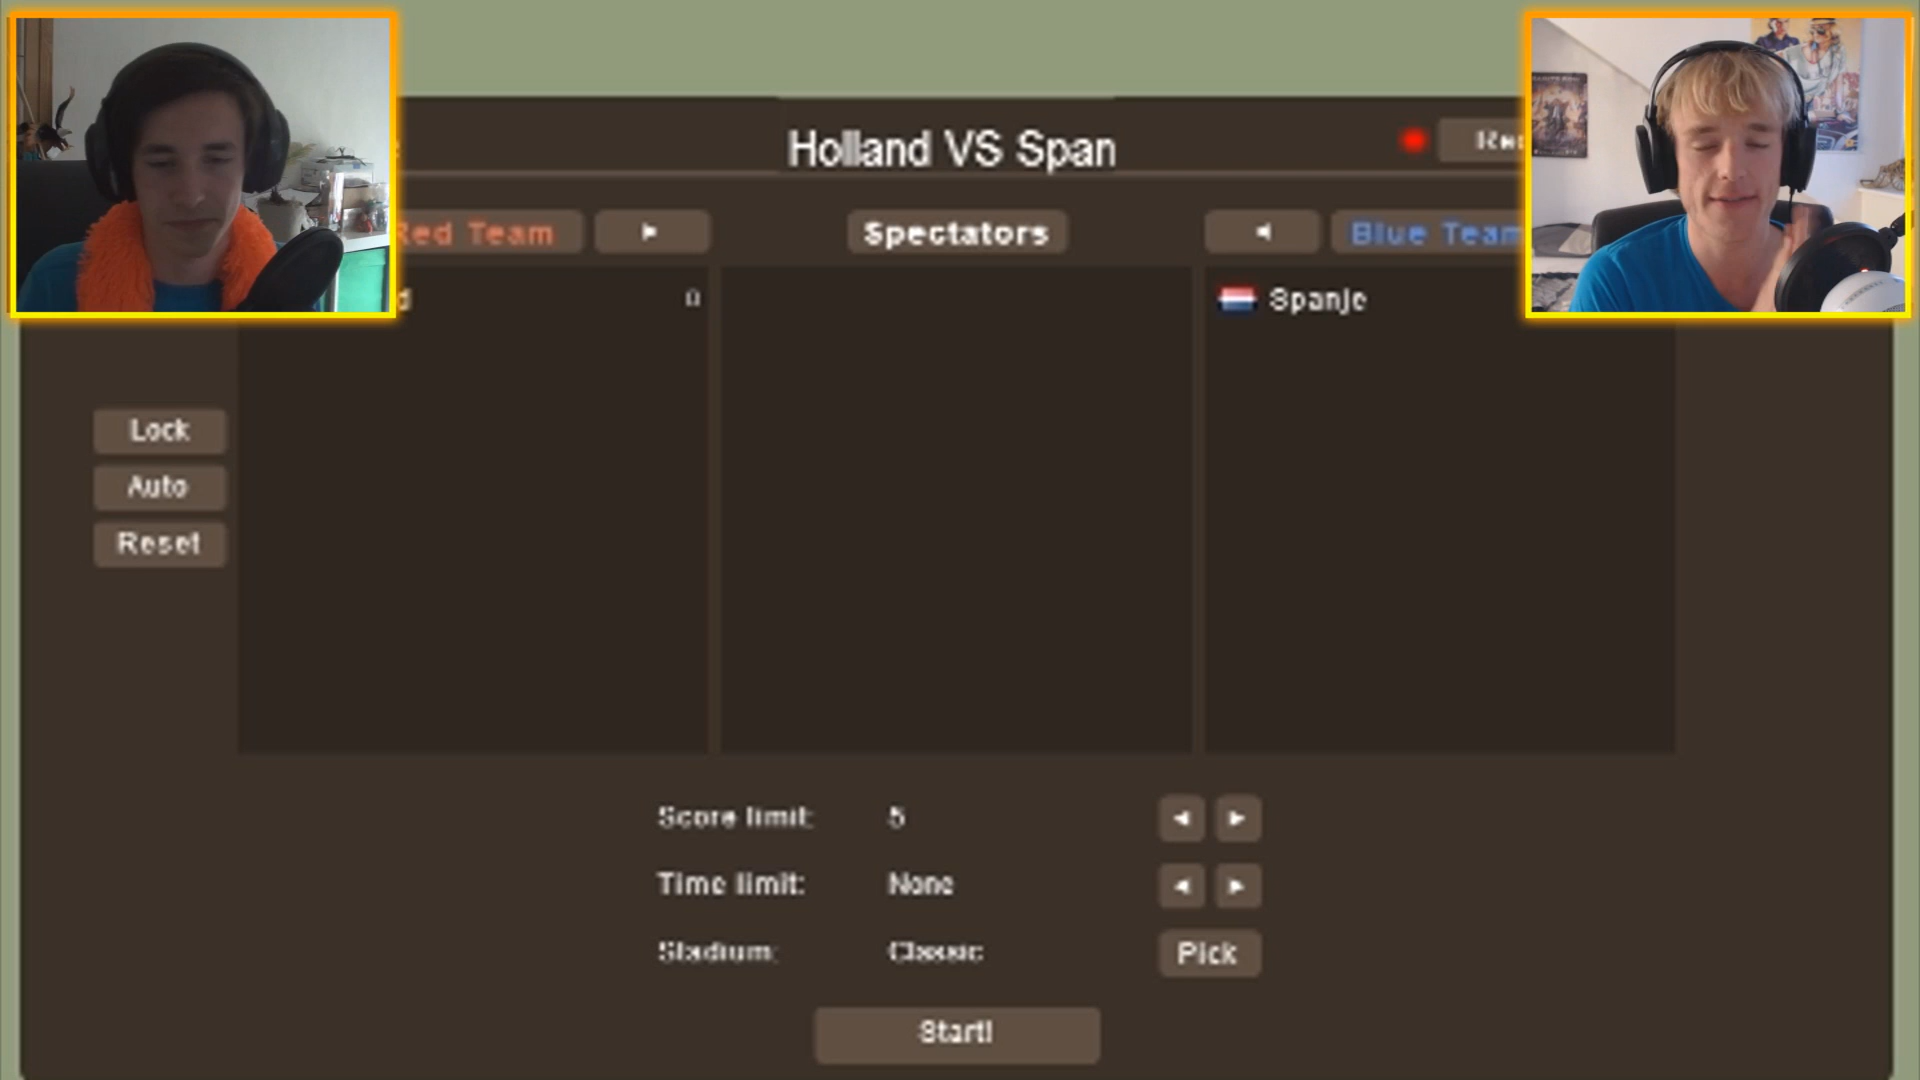 Holland VS Span
Red Team
Spectators
Blue Team
0
Spanje
Lock
Auto
Reset
Score limit: 5
Time limit: None
Stadium: Classic
Pick
Start!